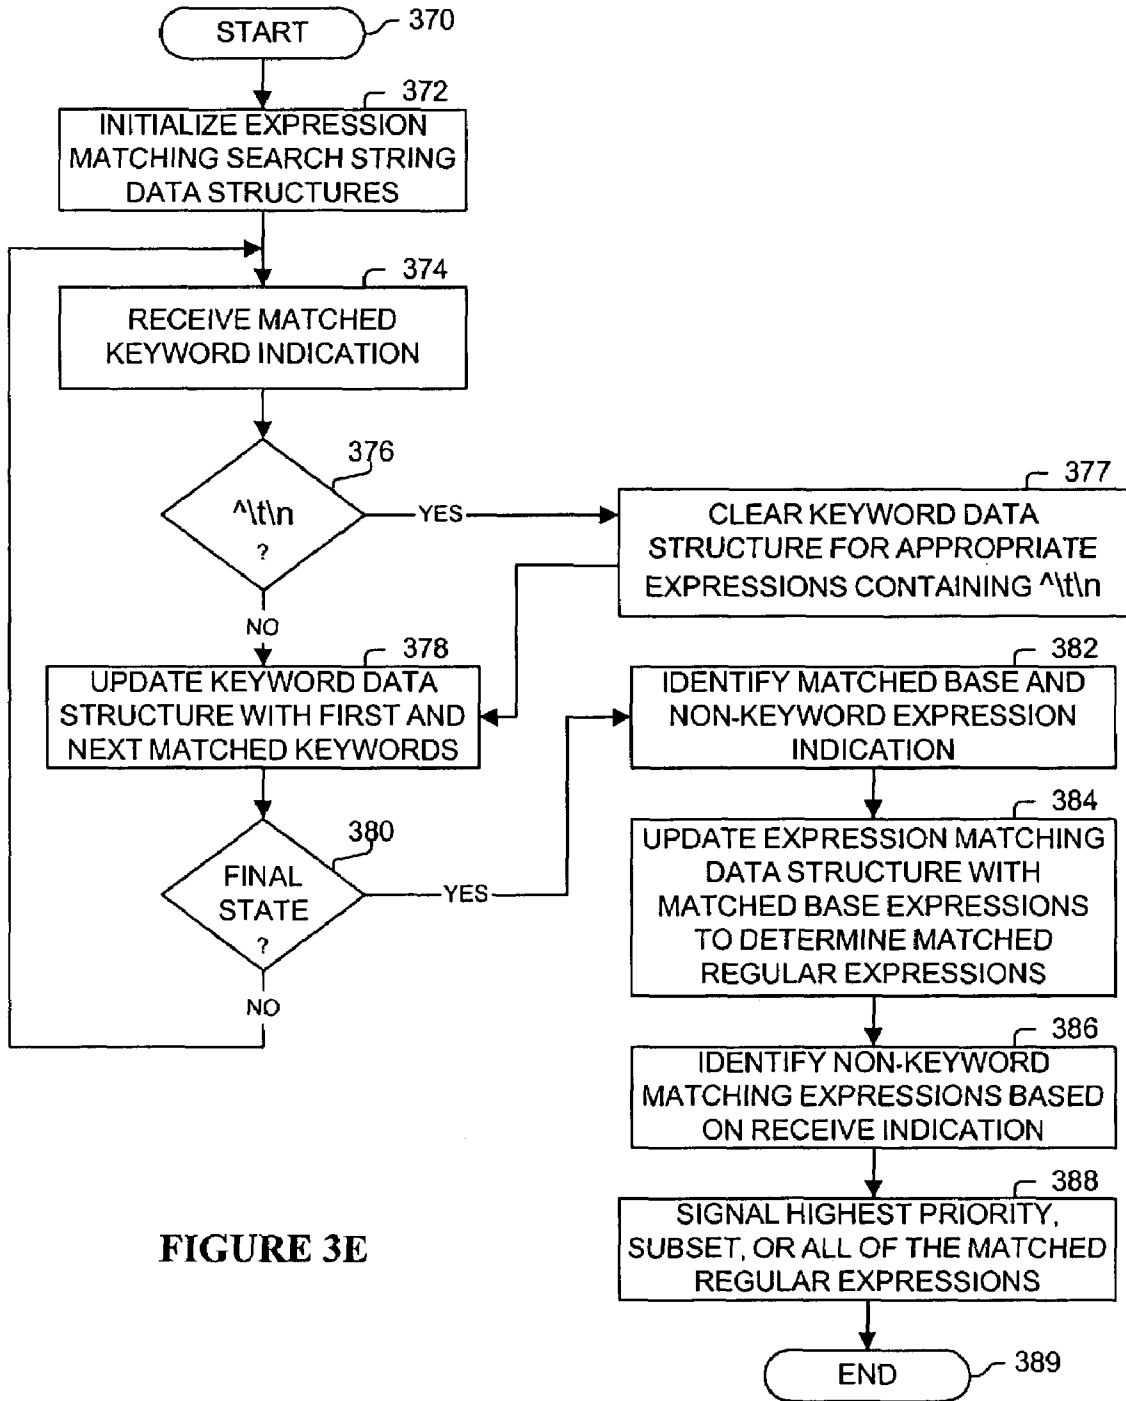 START
370
372
INITIALIZE EXPRESSION
MATCHING SEARCH STRING
DATA STRUCTURES
374
RECEIVE MATCHED
KEYWORD INDICATION
376
^\t\n
?
YES
NO
377
CLEAR KEYWORD DATA
STRUCTURE FOR APPROPRIATE
EXPRESSIONS CONTAINING ^\t\n
378
UPDATE KEYWORD DATA
STRUCTURE WITH FIRST AND
NEXT MATCHED KEYWORDS
380
FINAL
STATE
?
YES
NO
382
IDENTIFY MATCHED BASE AND
NON-KEYWORD EXPRESSION
INDICATION
384
UPDATE EXPRESSION MATCHING
DATA STRUCTURE WITH
MATCHED BASE EXPRESSIONS
TO DETERMINE MATCHED
REGULAR EXPRESSIONS
386
IDENTIFY NON-KEYWORD
MATCHING EXPRESSIONS BASED
ON RECEIVE INDICATION
388
SIGNAL HIGHEST PRIORITY,
SUBSET, OR ALL OF THE MATCHED
REGULAR EXPRESSIONS
END
389
FIGURE 3E